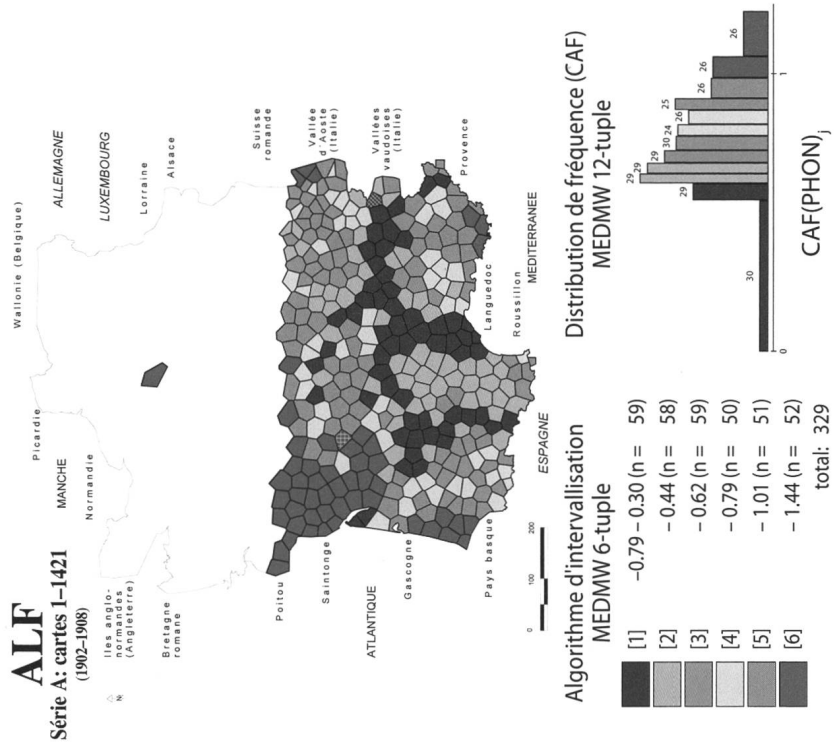 ALF
Série A: cartes 1–1421
(1902–1908)
N
Iles anglo-
normandes
(Angleterre)
Bretagne
romane
MANCHE
Normandie
Picardie
Wallonie (Belgique)
ALLEMAGNE
LUXEMBOURG
Lorraine
Alsace
Suisse
romande
Vallée
d'Aoste
(Italie)
Vallées
vaudoises
(Italie)
Provence
Poitou
Saintonge
ATLANTIQUE
Gascogne
Pays basque
ESPAGNE
Languedoc
Roussillon
MEDITERRANEE
0 100 200
Algorithme d'intervallisation
MEDMW 6-tuple
[1] –0.79 – 0.30 (n = 59)
[2] – 0.44 (n = 58)
[3] – 0.62 (n = 59)
[4] – 0.79 (n = 50)
[5] – 1.01 (n = 51)
[6] – 1.44 (n = 52)
total: 329
Distribution de fréquence (CAF)
MEDMW 12-tuple
30 29 29 29 29 30 24 26 25 26 26 26
0 1
CAF(PHON)j